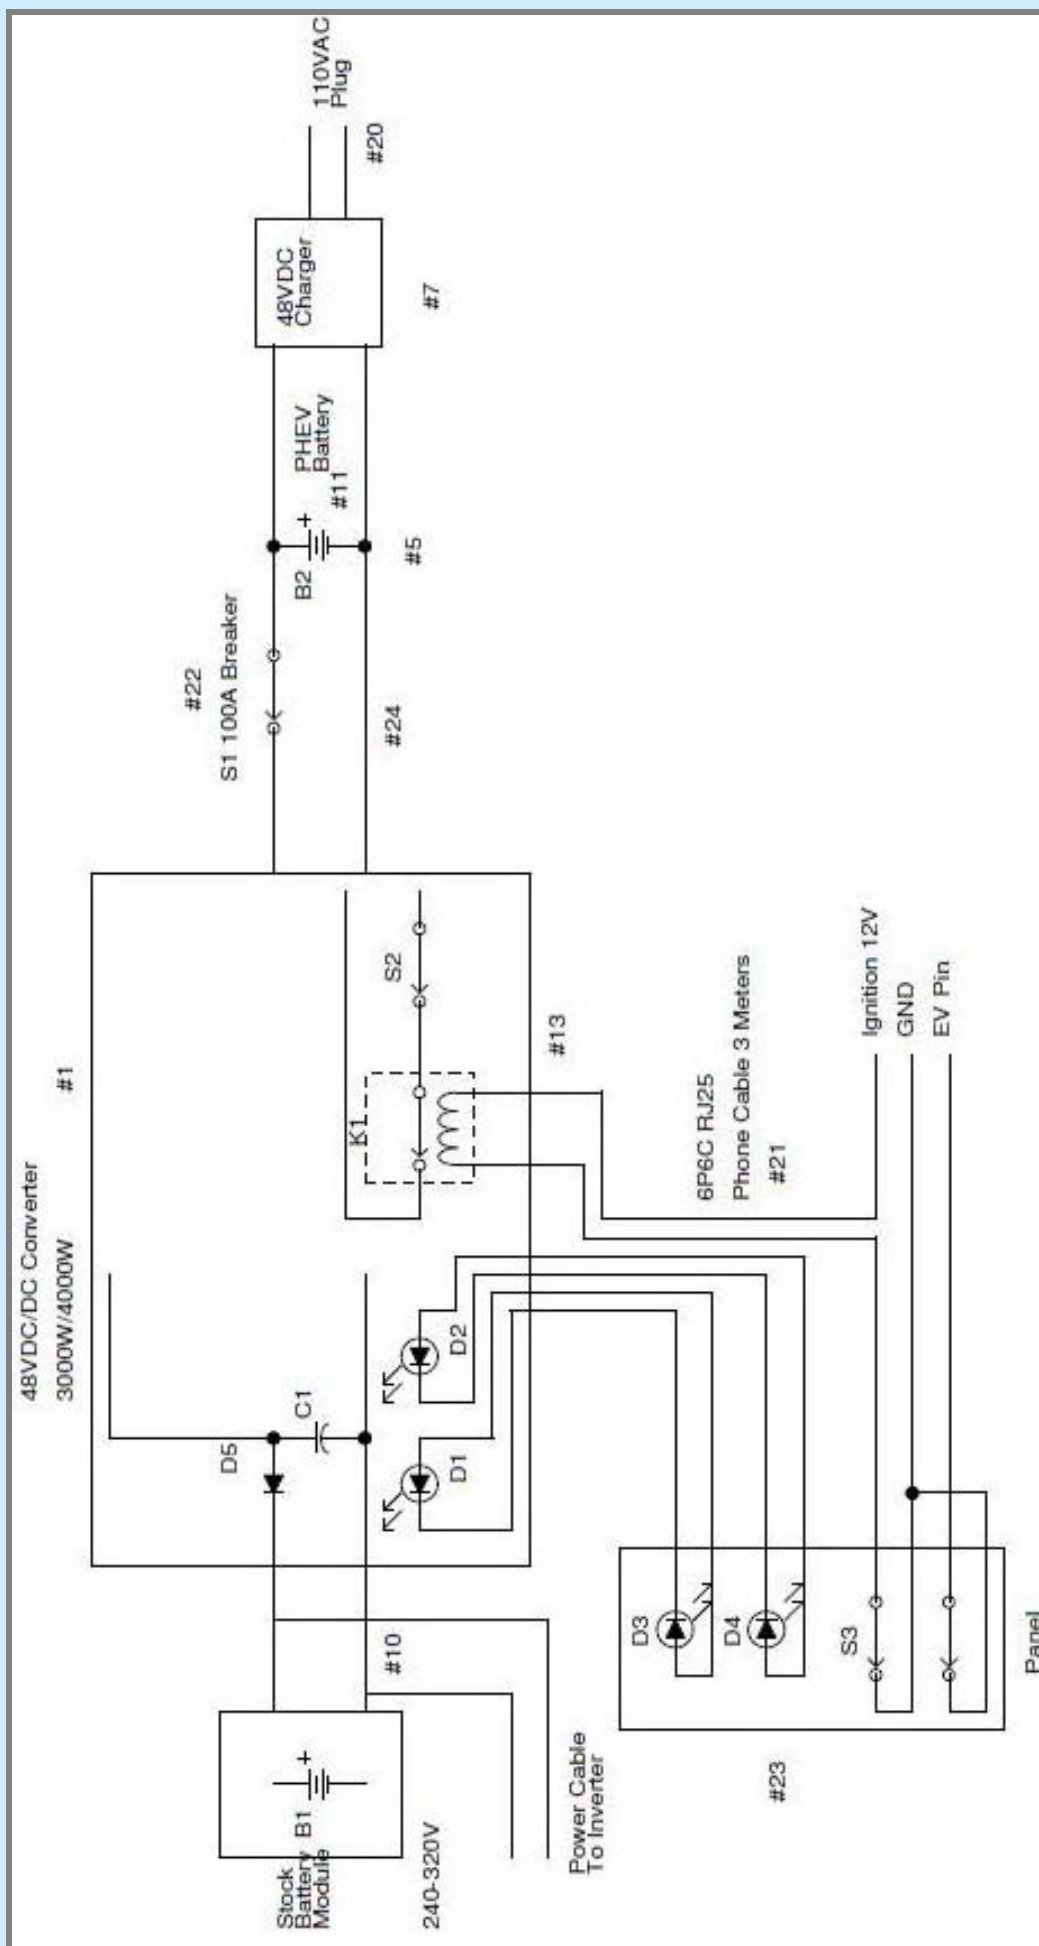 48VDC/DC Converter
3000W/4000W
#1
#22
S1 100A Breaker
#24
B2
+
PHEV
Battery
#11
#5
48VDC
Charger
#7
110VAC
Plug
#20
Stock
Battery
Module
B1
+
240-320V
#10
Power Cable
To Inverter
D5
C1
D1
D2
K1
S2
#13
6P6C RJ25
Phone Cable 3 Meters
#21
Ignition 12V
GND
EV Pin
D3
D4
S3
#23
Panel